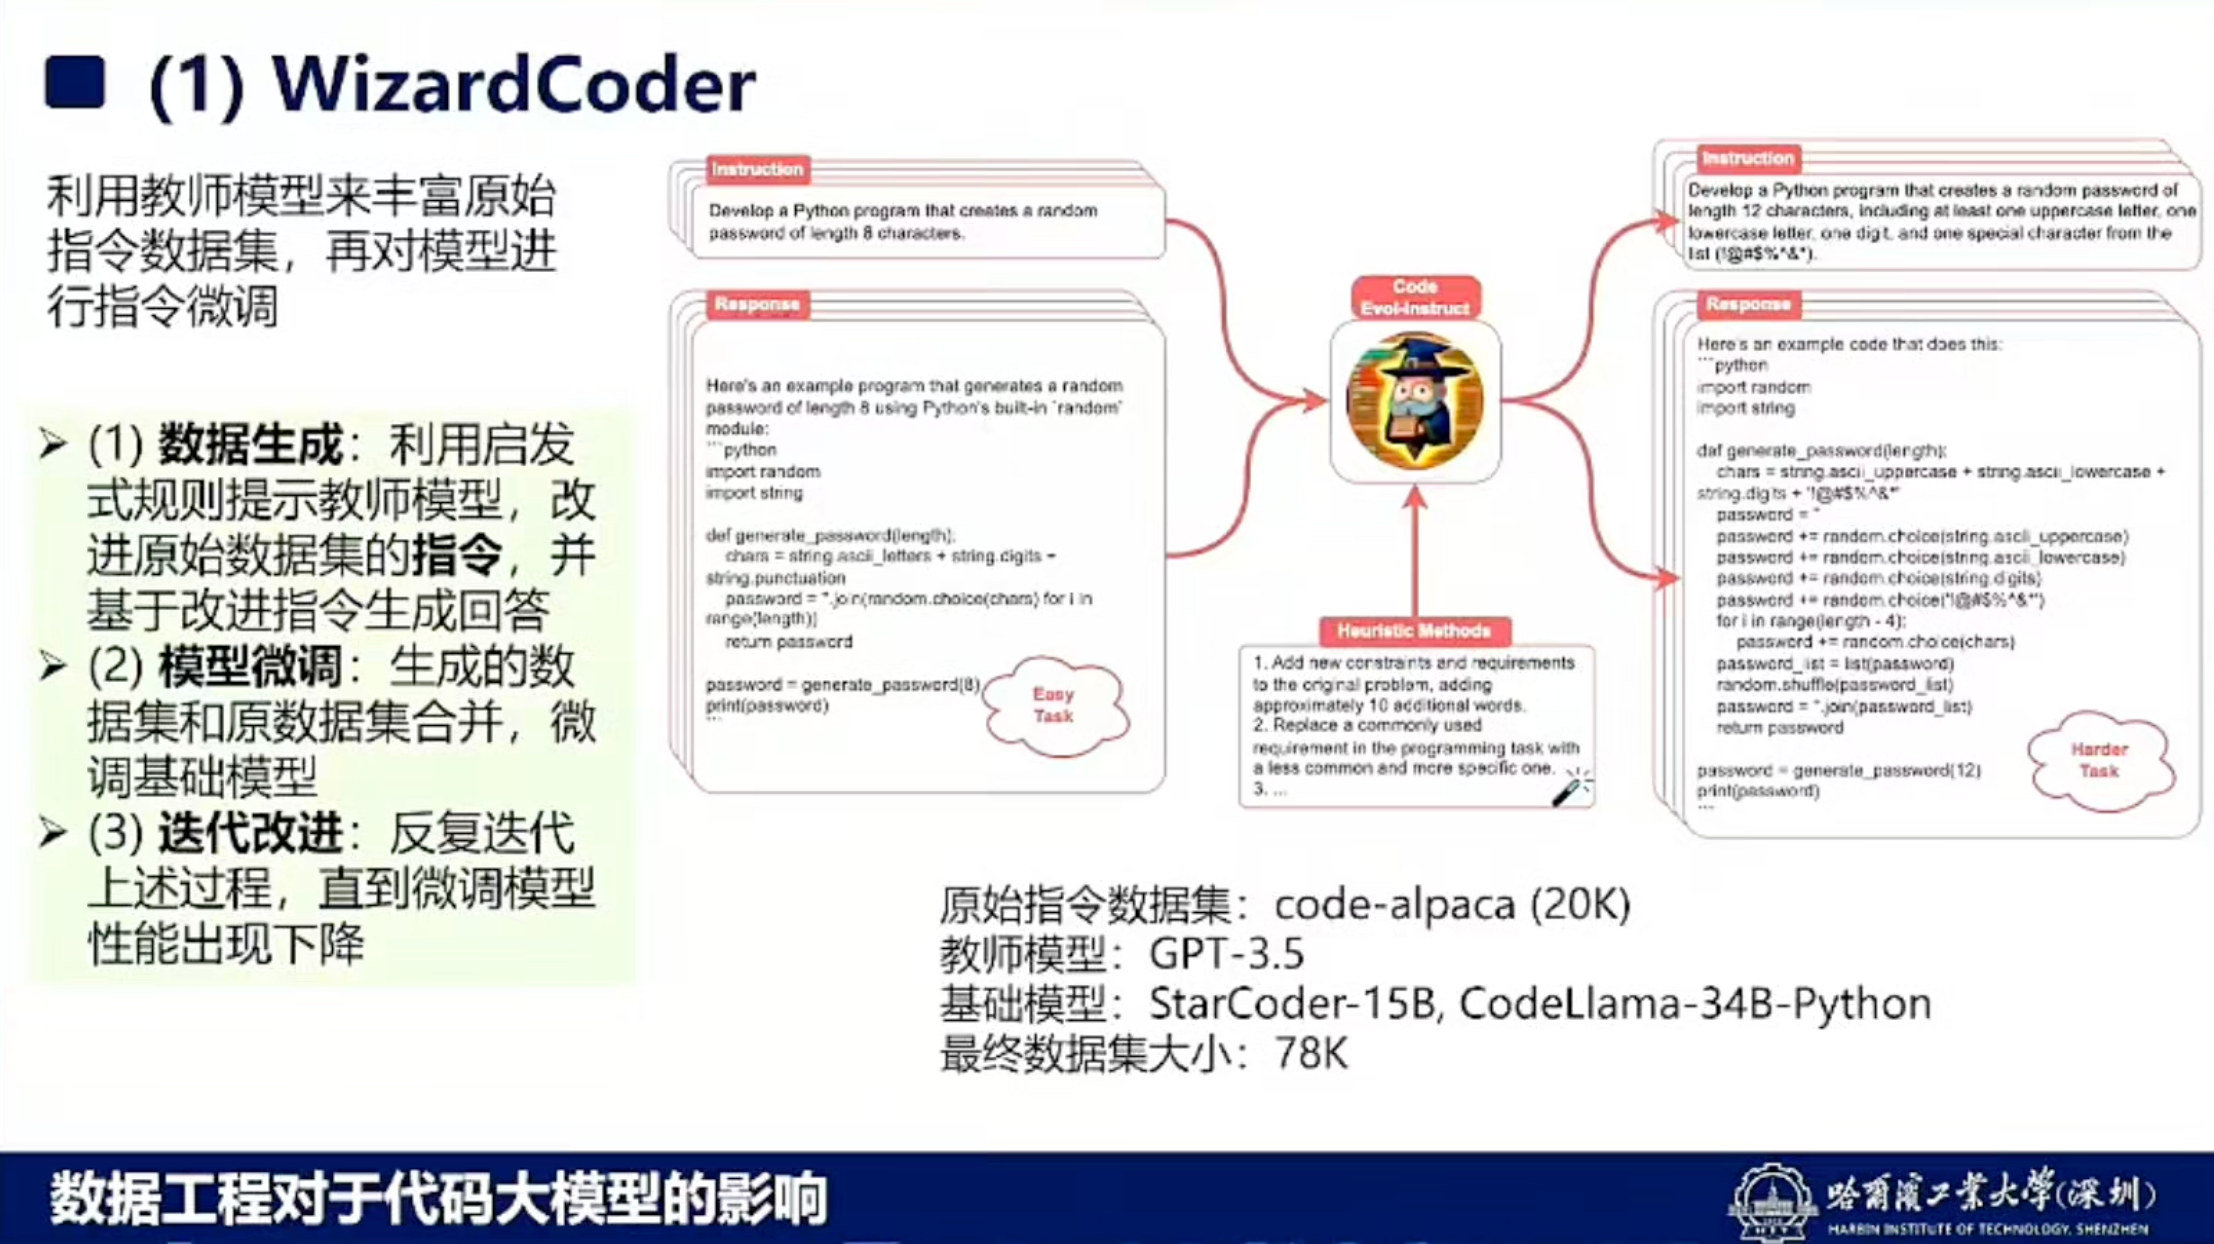 (1) WizardCoder
利用教师模型来丰富原始
指令数据集，再对模型进
行指令微调
➢ (1) 数据生成：利用启发
式规则提示教师模型，改
进原始数据集的指令，并
基于改进指令生成回答
➢ (2) 模型微调：生成的数
据集和原数据集合并，微
调基础模型
➢ (3) 迭代改进：反复迭代
上述过程，直到微调模型
性能出现下降
Instruction
Develop a Python program that creates a random
password of length 8 characters.
Response
Here's an example program that generates a random
password of length 8 using Python's built-in `random`
module:
```python
import random
import string
def generate_password(length):
chars = string.ascii_letters + string.digits +
string.punctuation
password = ''.join(random.choice(chars) for i in
range(length))
return password
password = generate_password(8)
print(password)
```
Easy
Task
Code
Evol-Instruct
Heuristic Methods
1. Add new constraints and requirements
to the original problem, adding
approximately 10 additional words.
2. Replace a commonly used
requirement in the programming task with
a less common and more specific one.
3. ...
Instruction
Develop a Python program that creates a random password of
length 12 characters, including at least one uppercase letter, one
lowercase letter, one digit, and one special character from the
list (!@#$%^&*).
Response
Here's an example code that does this:
```python
import random
import string
def generate_password(length):
chars = string.ascii_uppercase + string.ascii_lowercase +
string.digits + '!@#$%^&*'
password = ''
password += random.choice(string.ascii_uppercase)
password += random.choice(string.ascii_lowercase)
password += random.choice(string.digits)
password += random.choice('!@#$%^&*')
for i in range(length - 4):
password += random.choice(chars)
password_list = list(password)
random.shuffle(password_list)
password = ''.join(password_list)
return password
password = generate_password(12)
print(password)
```
Harder
Task
原始指令数据集：code-alpaca (20K)
教师模型：GPT-3.5
基础模型：StarCoder-15B, CodeLlama-34B-Python
最终数据集大小：78K
数据工程对于代码大模型的影响
哈爾濱工業大學(深圳)
HARBIN INSTITUTE OF TECHNOLOGY, SHENZHEN